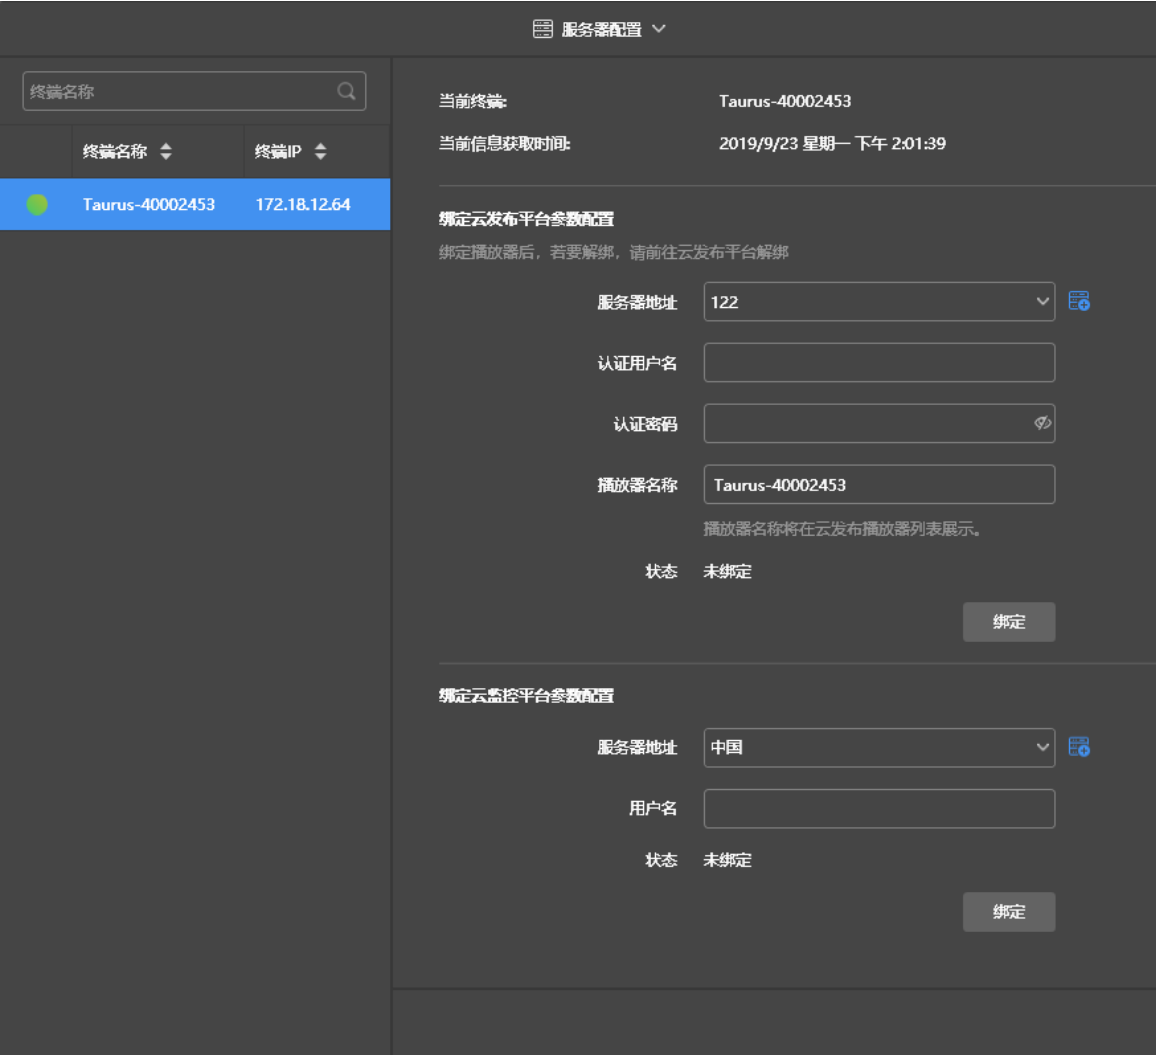 服务器配置
终端名称
终端名称 终端IP
Taurus-40002453 172.18.12.64
当前终端: Taurus-40002453
当前信息获取时间: 2019/9/23 星期一 下午 2:01:39
绑定云发布平台参数配置
绑定播放器后，若要解绑，请前往云发布平台解绑
服务器地址 122
认证用户名
认证密码
播放器名称 Taurus-40002453
播放器名称将在云发布播放器列表展示。
状态 未绑定
绑定
绑定云监控平台参数配置
服务器地址 中国
用户名
状态 未绑定
绑定